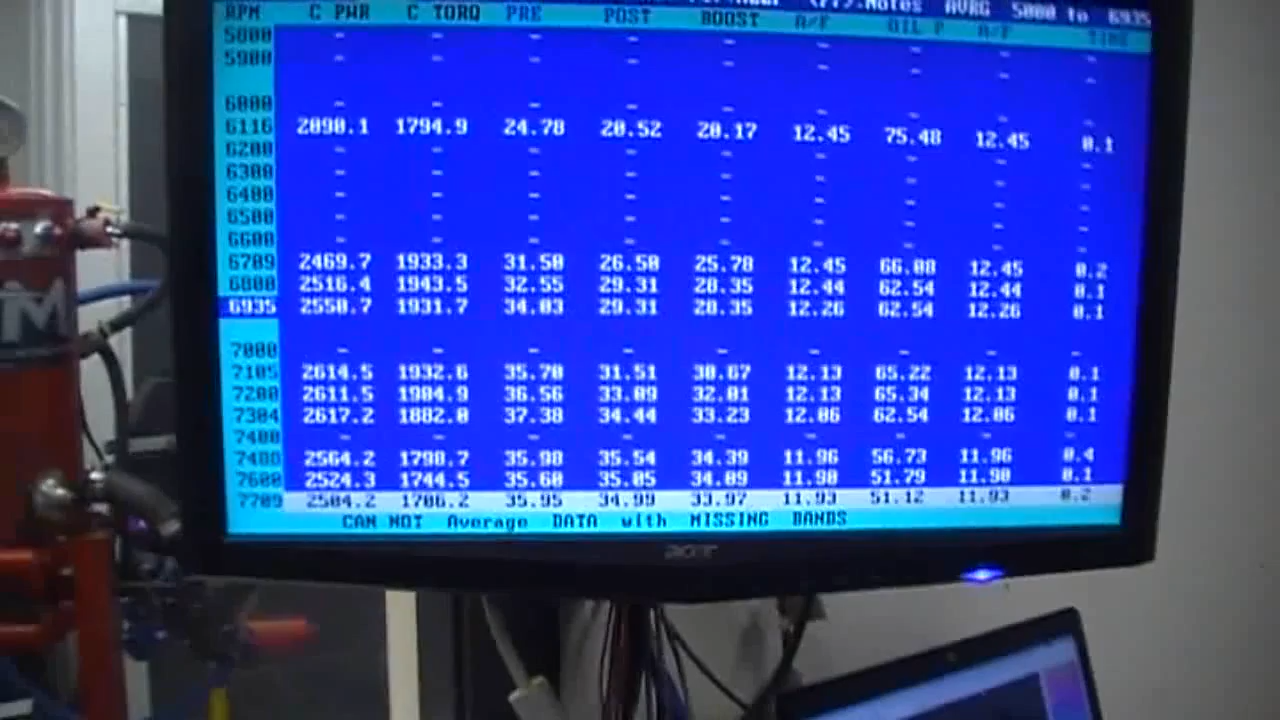 RPM C PWR C TORQ PRE POST BOOST A/F OIL P A/F TIME
Notes AVRG 5000 to 6935
5800 - - - - - - - - -
5900 - - - - - - - - -
6000 - - - - - - - - -
6116 2090.1 1794.9 24.78 20.52 20.17 12.45 75.48 12.45 0.1
6200 - - - - - - - - -
6300 - - - - - - - - -
6400 - - - - - - - - -
6500 - - - - - - - - -
6600 - - - - - - - - -
6709 2469.7 1933.3 31.50 26.50 25.78 12.45 66.08 12.45 0.2
6800 2516.4 1943.5 32.55 29.31 28.35 12.44 62.54 12.44 0.1
6935 2550.7 1931.7 34.03 29.31 28.35 12.26 62.54 12.26 0.1
7000 - - - - - - - - -
7105 2614.5 1932.6 35.70 31.51 30.67 12.13 65.22 12.13 0.1
7200 2611.5 1904.9 36.56 33.09 32.01 12.13 65.34 12.13 0.1
7304 2617.2 1882.0 37.38 34.44 33.23 12.06 62.54 12.06 0.1
7400 - - - - - - - - -
7488 2564.2 1798.7 35.98 35.54 34.39 11.96 56.73 11.96 0.4
7600 2524.3 1744.5 35.60 35.05 34.09 11.90 51.79 11.90 0.1
7709 2504.2 1706.2 35.95 34.99 33.97 11.93 51.12 11.93 0.2
CAN NOT Average DATA with MISSING BANDS
acer
M